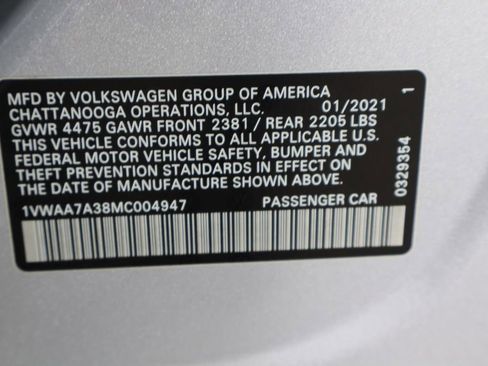 MFD BY VOLKSWAGEN GROUP OF AMERICA
CHATTANOOGA OPERATIONS, LLC. 01/2021
GVWR 4475 GAWR FRONT 2381/REAR 2205 LBS
THIS VEHICLE CONFORMS TO ALL APPLICABLE U.S.
FEDERAL MOTOR VEHICLE SAFETY, BUMPER AND
THEFT PREVENTION STANDARDS IN EFFECT ON
THE DATE OF MANUFACTURE SHOWN ABOVE.
1VWAA7A38MC004947 PASSENGER CAR
0329354 1